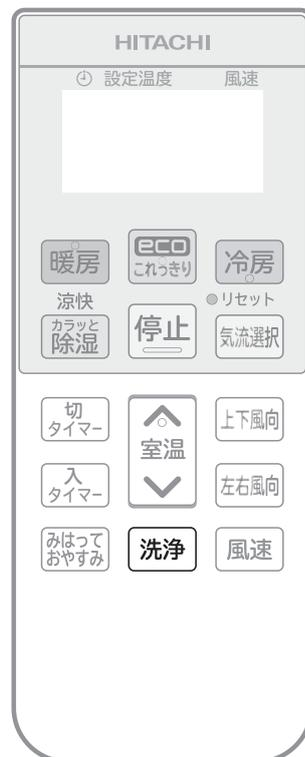 HITACHI
設定温度 風速
暖房
eco
これっきり
冷房
涼快
カラッと
除湿
停止
リセット
気流選択
切
タイマー
室温
上下風向
入
タイマー
左右風向
みはって
おやすみ
洗浄
風速